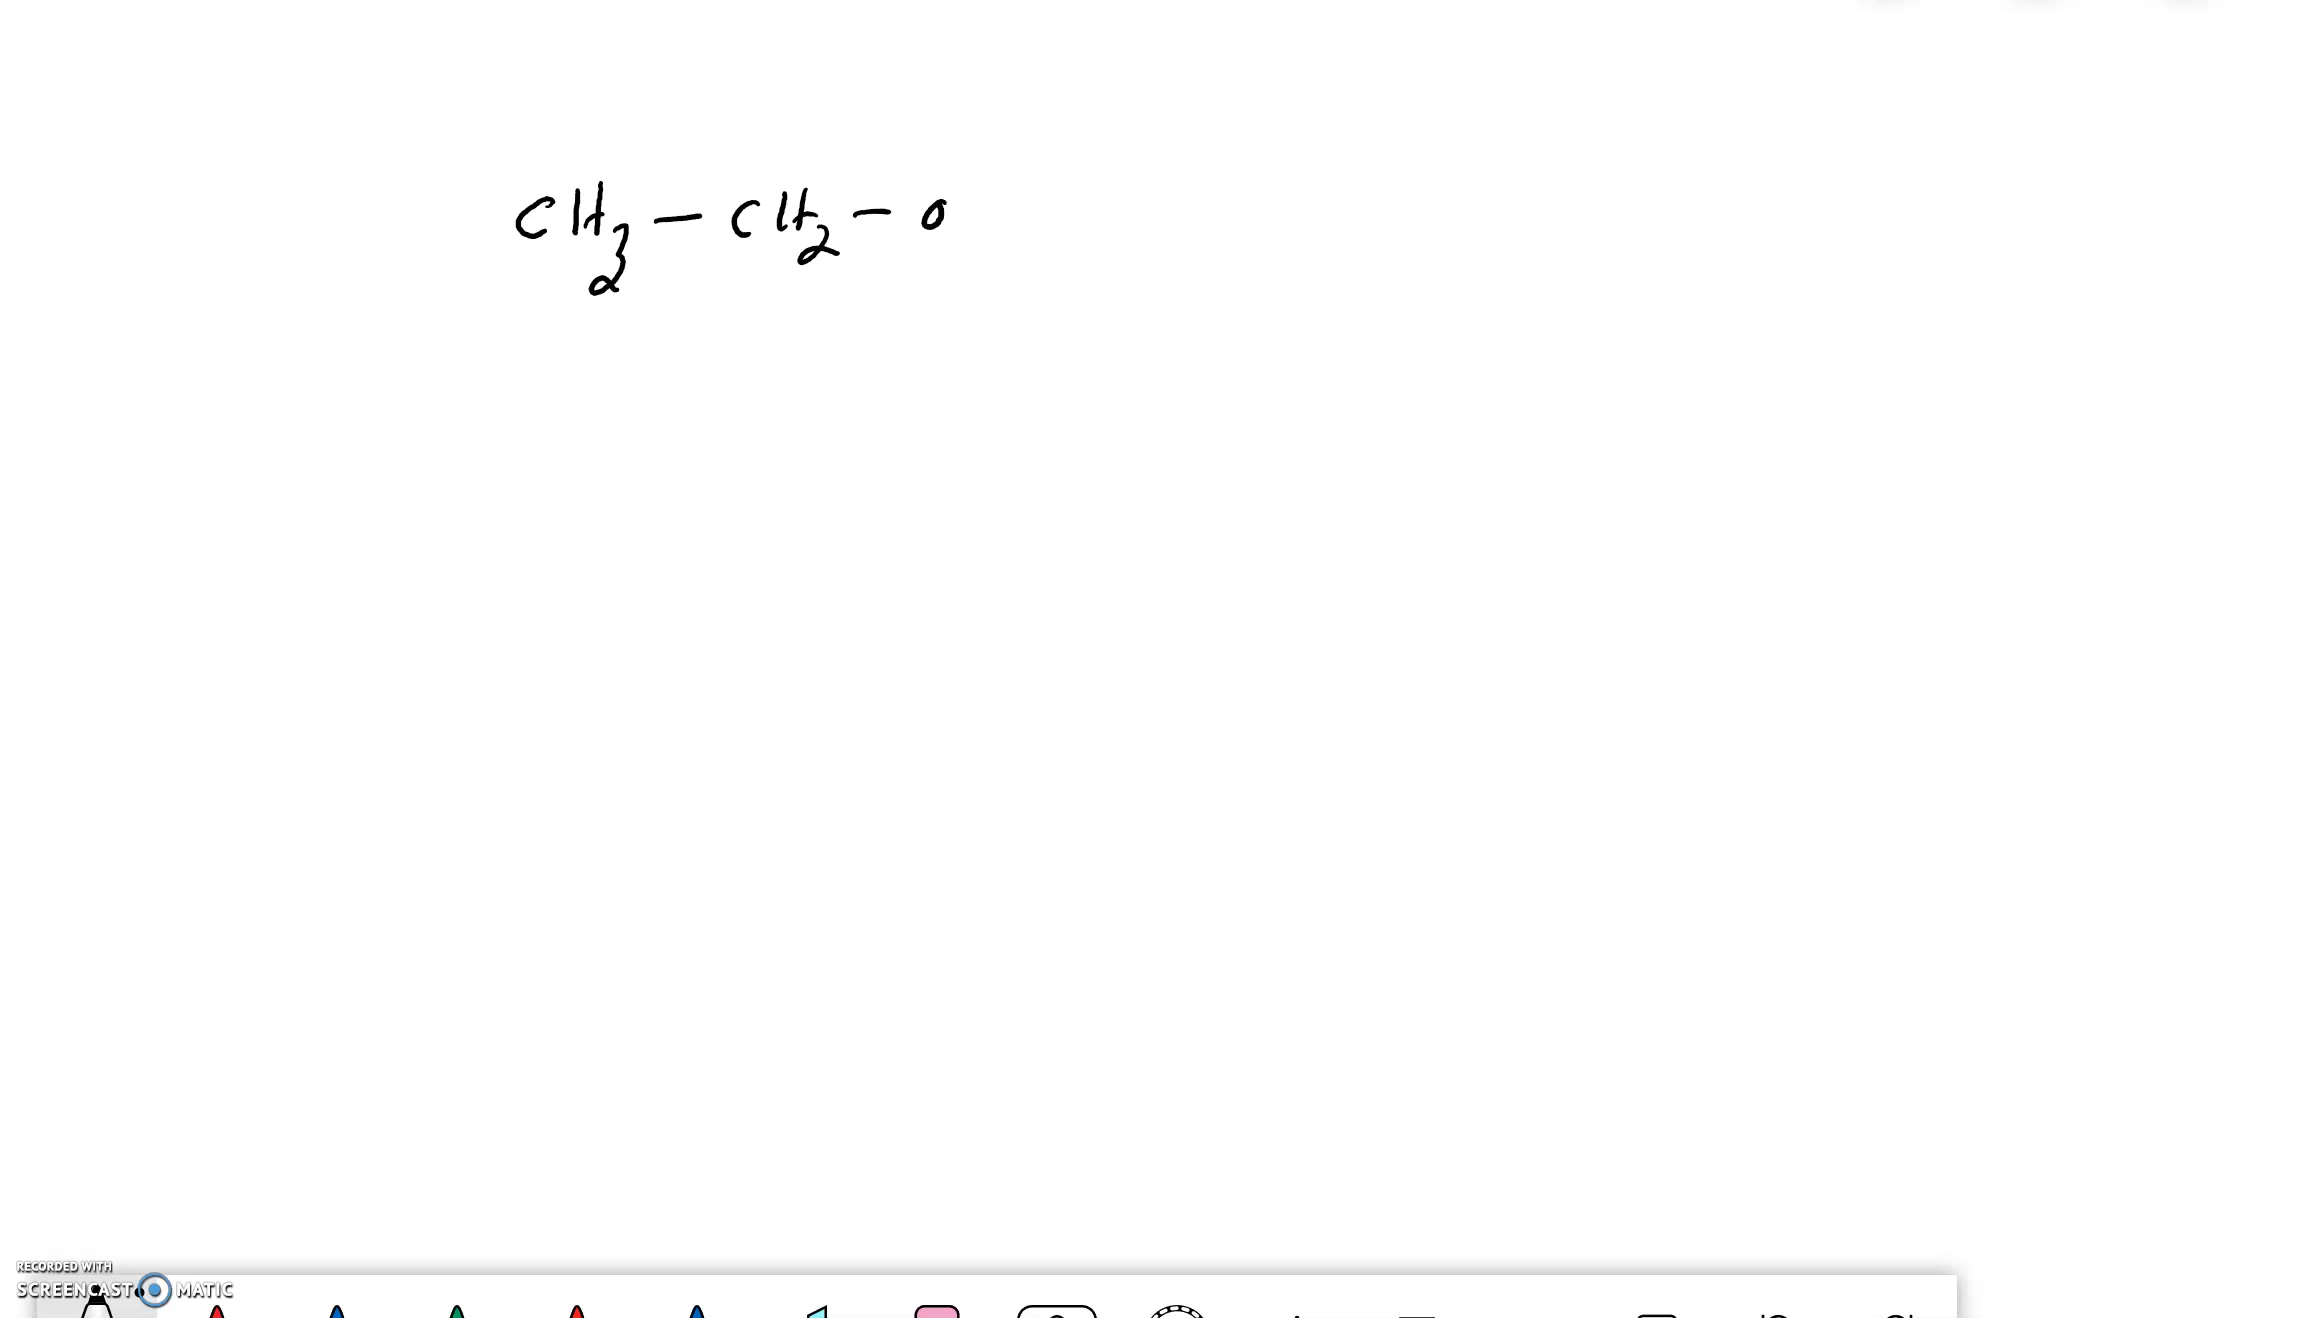 CH₃ – CH₂ – O
RECORDED WITH
SCREENCAST MATIC